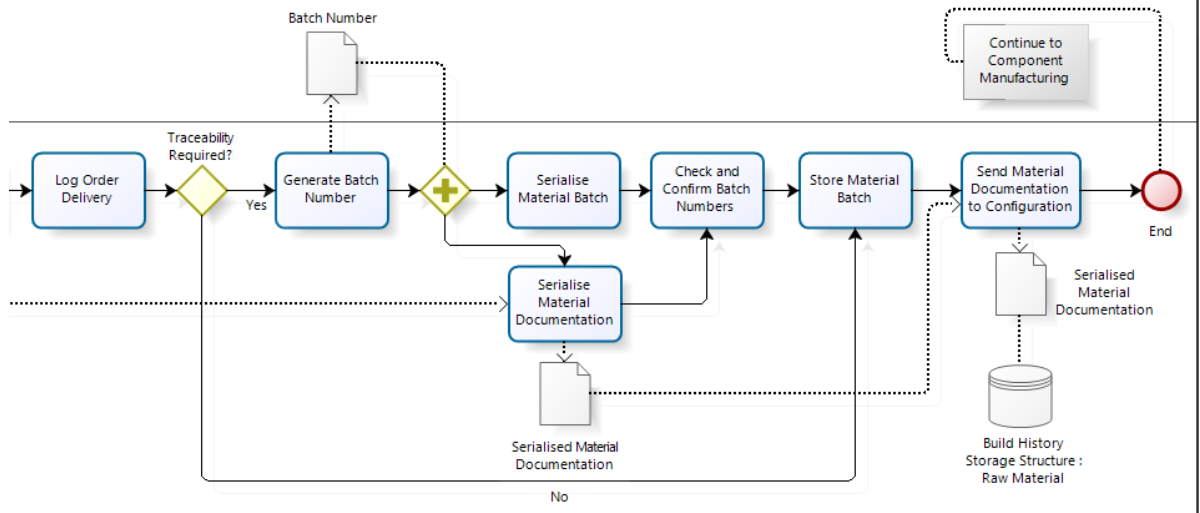 Batch Number
Continue to
Component
Manufacturing
Traceability
Required?
Log Order
Delivery
Yes
Generate Batch
Number
Serialise
Material Batch
Check and
Confirm Batch
Numbers
Store Material
Batch
Send Material
Documentation
to Configuration
End
Serialise
Material
Documentation
Serialised
Material
Documentation
Serialised Material
Documentation
Build History
Storage Structure :
Raw Material
No